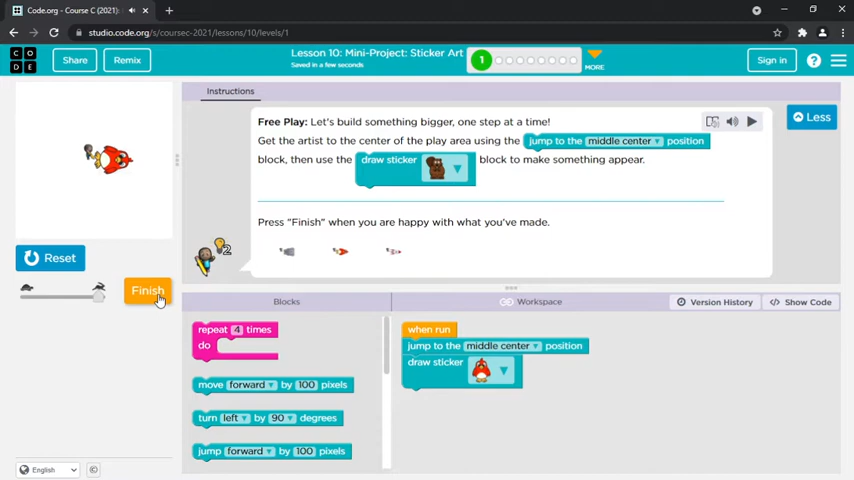 Code.org - Course C (2021):
studio.code.org/s/coursec-2021/lessons/10/levels/1
CO
DE
Share
Remix
Lesson 10: Mini-Project: Sticker Art
Saved in a few seconds
1
MORE
Sign in
Instructions
Free Play: Let's build something bigger, one step at a time!
Get the artist to the center of the play area using the jump to the middle center position
block, then use the draw sticker block to make something appear.
Press "Finish" when you are happy with what you've made.
2
Less
Reset
Finish
Blocks
Workspace
Version History
Show Code
repeat 4 times
do
move forward by 100 pixels
turn left by 90 degrees
jump forward by 100 pixels
when run
jump to the middle center position
draw sticker
English